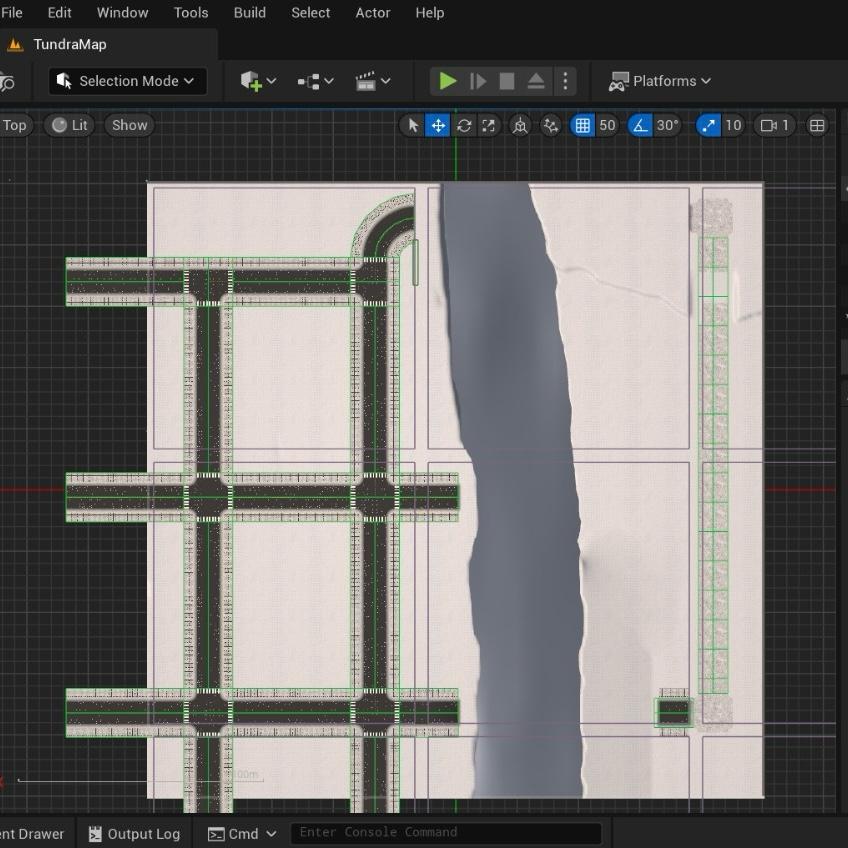 File Edit Window Tools Build Select Actor Help
TundraMap
Selection Mode Platforms
Top Lit Show 50 30° 10 1
00m
ent Drawer Output Log Cmd Enter Console Command